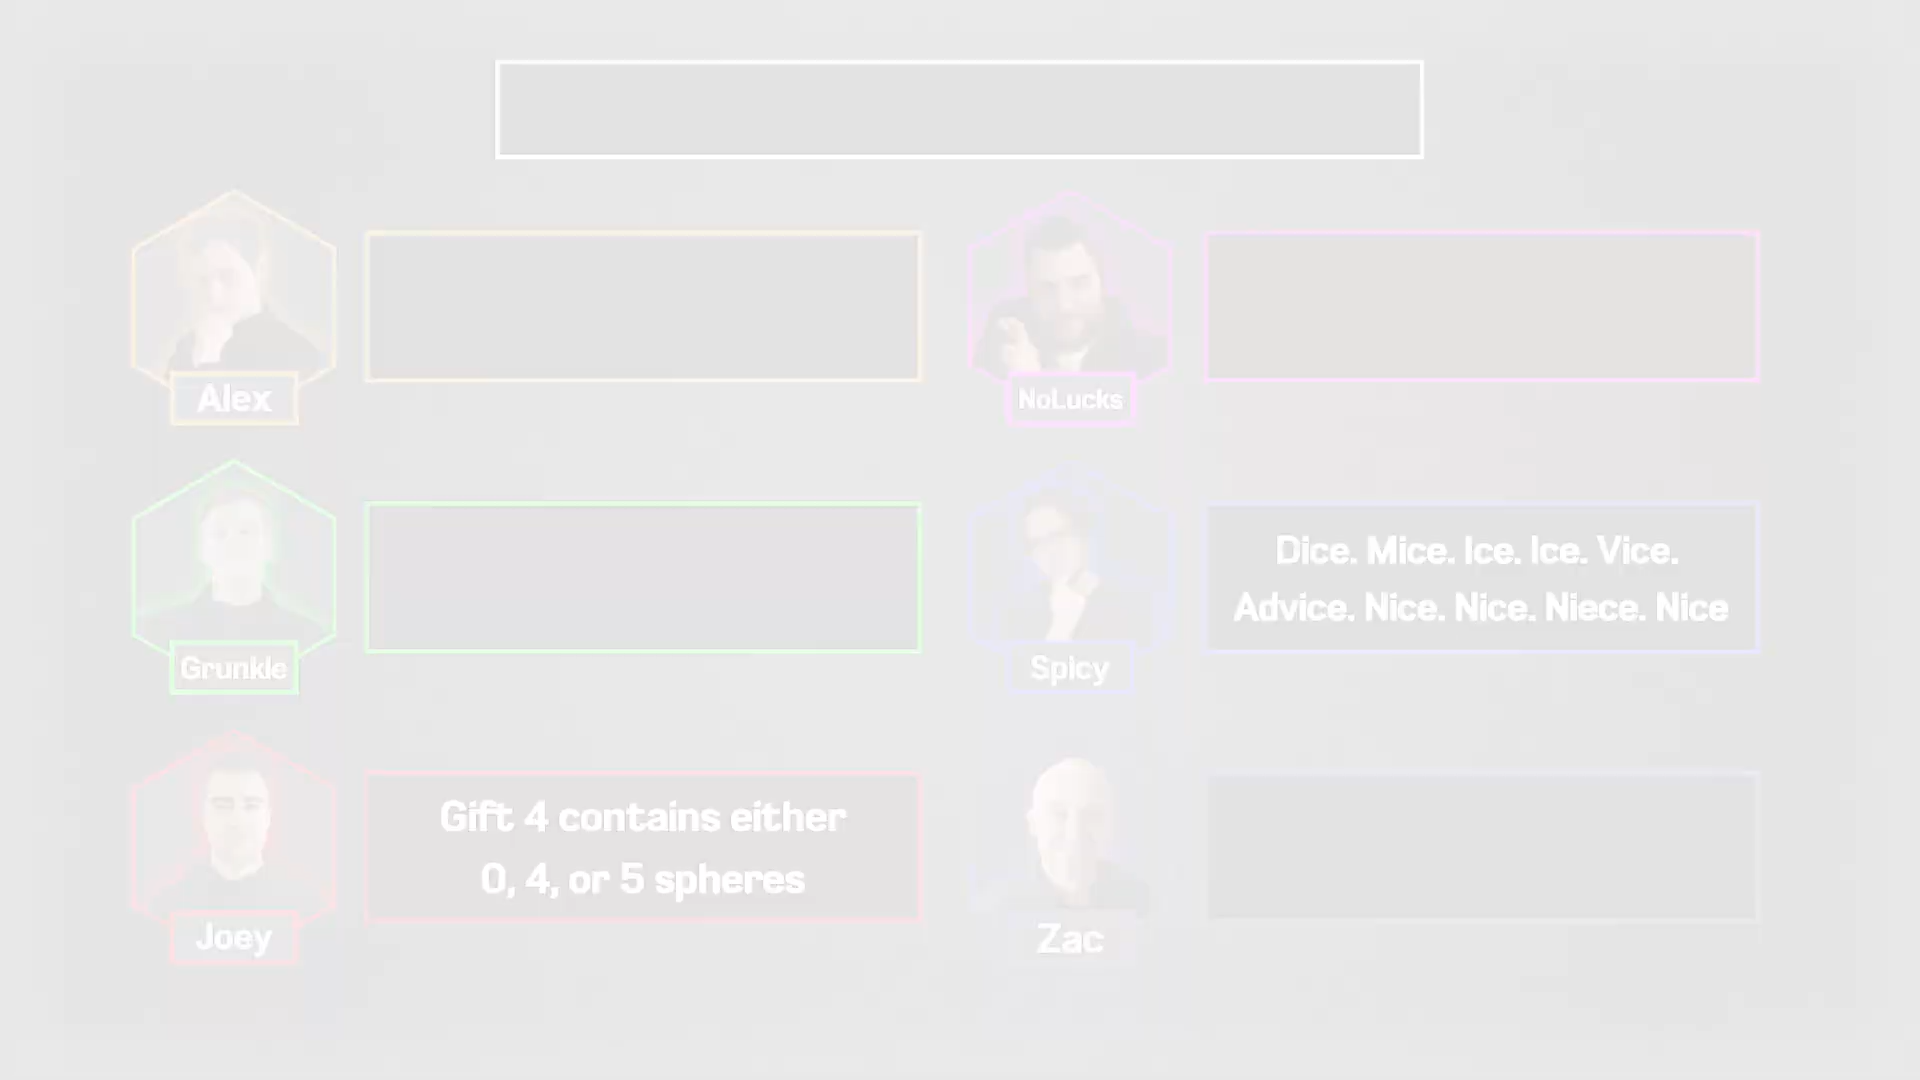 Alex
NoLucks
Grunkle
Dice. Mice. Ice. Ice. Vice.
Advice. Nice. Nice. Niece. Nice
Spicy
Gift 4 contains either
0, 4, or 5 spheres
Joey
Zac